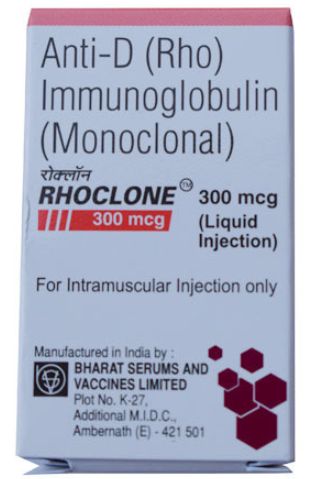 Anti-D (Rho)
Immunoglobulin
(Monoclonal)
रोक्लॉन
RHOCLONE™ 300 mcg
300 mcg (Liquid
Injection)
For Intramuscular Injection only
Manufactured in India by :
BHARAT SERUMS AND
VACCINES LIMITED
Plot No. K-27,
Additional M.I.D.C.,
Ambernath (E) - 421 501